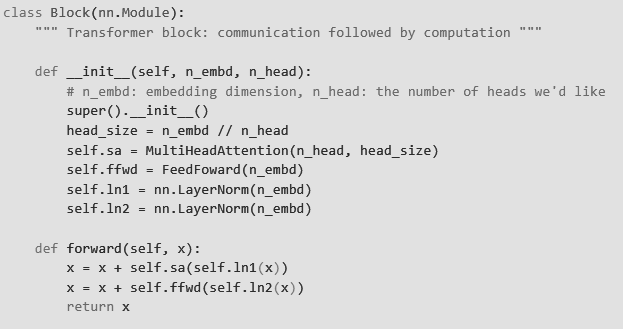 class Block(nn.Module):
    """ Transformer block: communication followed by computation """

    def __init__(self, n_embd, n_head):
        # n_embd: embedding dimension, n_head: the number of heads we'd like
        super().__init__()
        head_size = n_embd // n_head
        self.sa = MultiHeadAttention(n_head, head_size)
        self.ffwd = FeedFoward(n_embd)
        self.ln1 = nn.LayerNorm(n_embd)
        self.ln2 = nn.LayerNorm(n_embd)

    def forward(self, x):
        x = x + self.sa(self.ln1(x))
        x = x + self.ffwd(self.ln2(x))
        return x